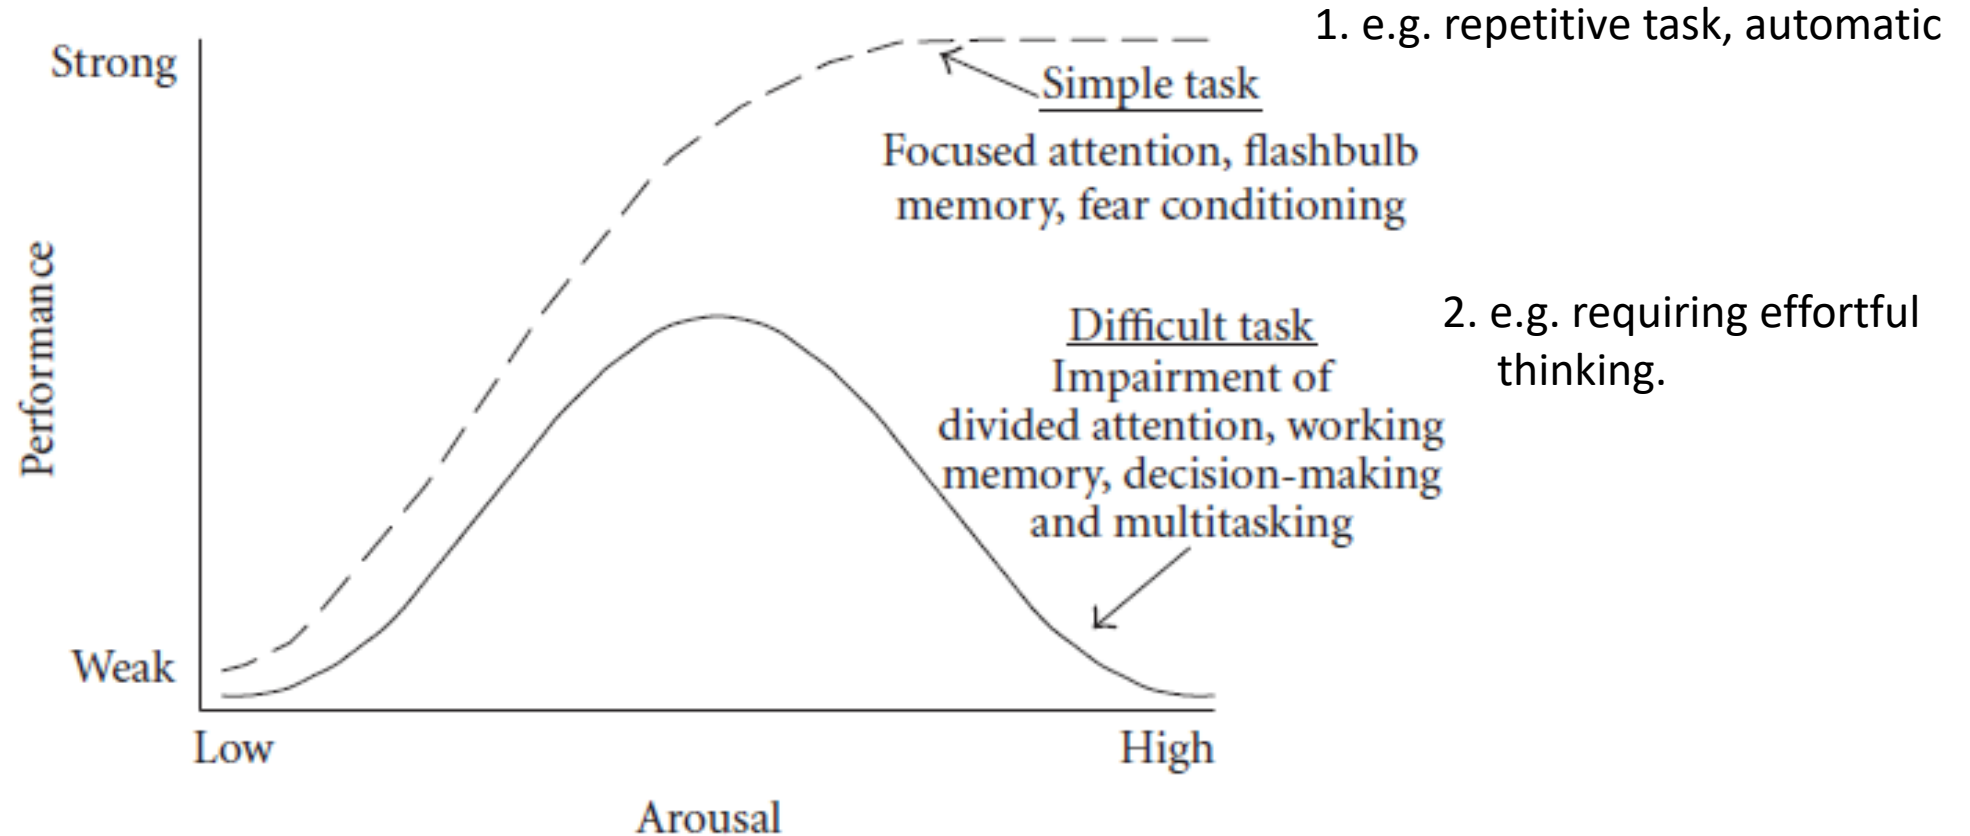 1. e.g. repetitive task, automatic
Strong
Simple task
Focused attention, flashbulb
memory, fear conditioning
2. e.g. requiring effortful
thinking.
Difficult task
Impairment of
divided attention, working
memory, decision-making
and multitasking
Performance
Weak
Low
High
Arousal